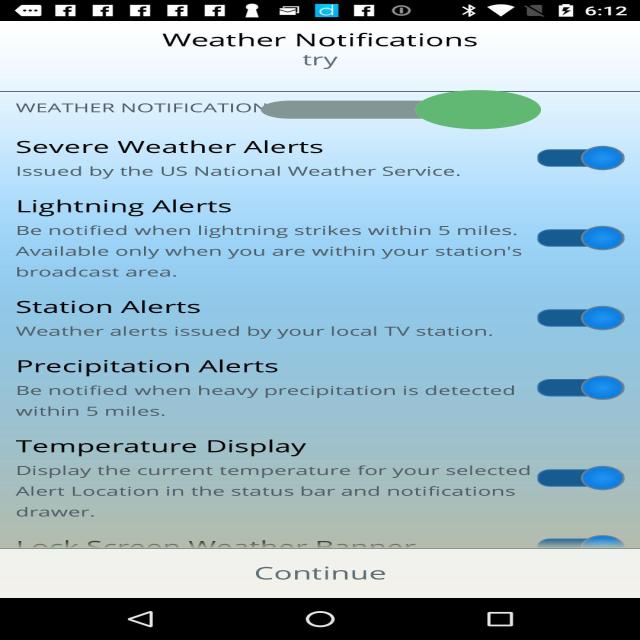 6:12
Weather Notifications
try
WEATHER NOTIFICATION
Severe Weather Alerts
Issued by the US National Weather Service.
Lightning Alerts
Be notified when lightning strikes within 5 miles.
Available only when you are within your station's
broadcast area.
Station Alerts
Weather alerts issued by your local TV station.
Precipitation Alerts
Be notified when heavy precipitation is detected
within 5 miles.
Temperature Display
Display the current temperature for your selected
Alert Location in the status bar and notifications
drawer.
Lock Screen Weather Banner
Continue